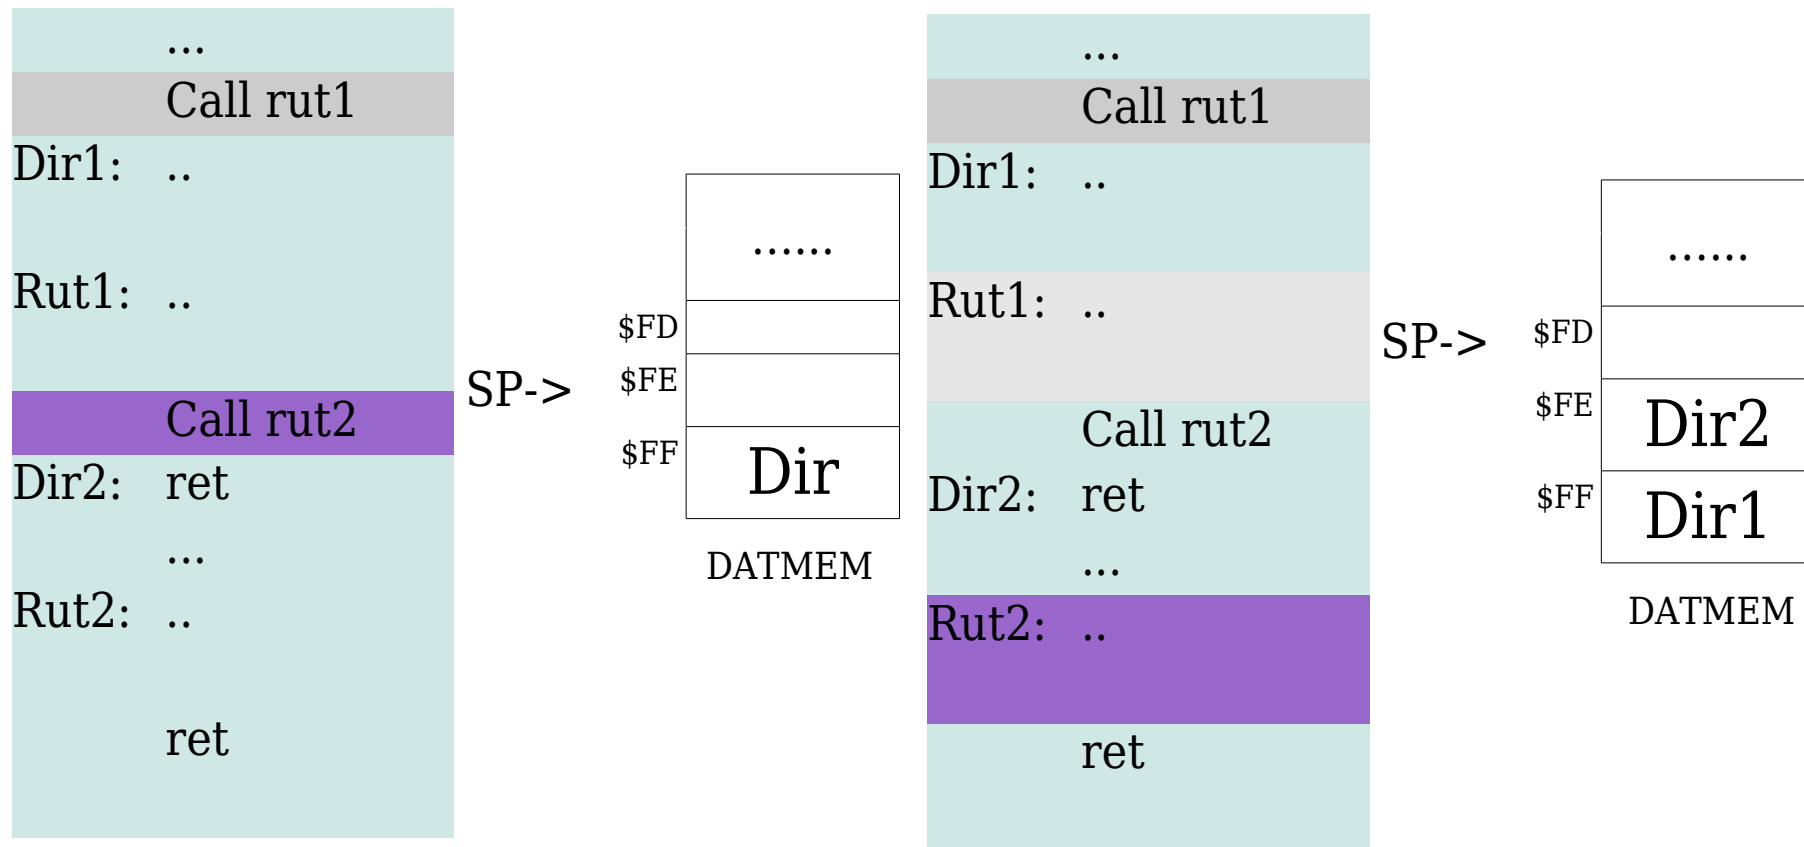 ...
Call rut1
Dir1: ..
Rut1: ..
Call rut2
Dir2: ret
...
Rut2: ..
ret
SP->
......
$FD
$FE
$FF Dir
DATMEM
...
Call rut1
Dir1: ..
Rut1: ..
Call rut2
Dir2: ret
...
Rut2: ..
ret
SP->
......
$FD
$FE Dir2
$FF Dir1
DATMEM